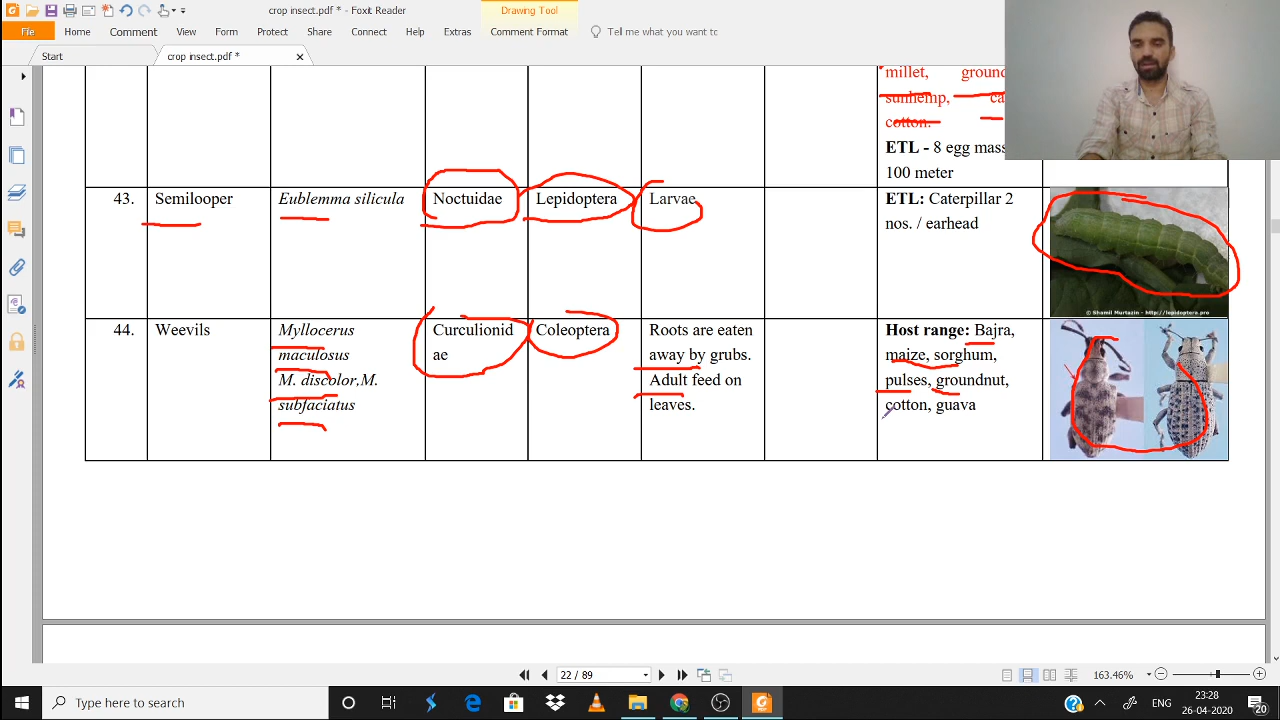 crop insect.pdf * - Foxit Reader
Drawing Tool
File
Home
Comment
View
Form
Protect
Share
Connect
Help
Extras
Comment Format
Tell me what you want to
Start
crop insect.pdf *
millet, ground
sunhemp, ca
cotton.
ETL - 8 egg mass
100 meter
43.
Semilooper
Eublemma silicula
Noctuidae
Lepidoptera
Larvae
ETL: Caterpillar 2
nos. / earhead
© Shamil Murtazin - http://lepidoptera.pro
44.
Weevils
Myllocerus
maculosus
M. discolor,M.
subfaciatus
Curculionid
ae
Coleoptera
Roots are eaten
away by grubs.
Adult feed on
leaves.
Host range: Bajra,
maize, sorghum,
pulses, groundnut,
cotton, guava
22 / 89
163.46%
Type here to search
ENG
23:28
26-04-2020
20